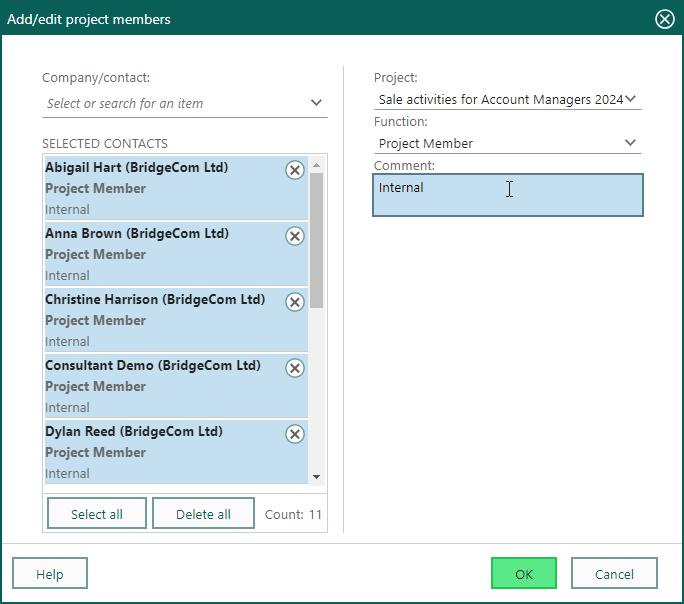 Add/edit project members
Company/contact:
Select or search for an item
SELECTED CONTACTS
Abigail Hart (BridgeCom Ltd)
Project Member
Internal
Anna Brown (BridgeCom Ltd)
Project Member
Internal
Christine Harrison (BridgeCom Ltd)
Project Member
Internal
Consultant Demo (BridgeCom Ltd)
Project Member
Internal
Dylan Reed (BridgeCom Ltd)
Project Member
Internal
Select all
Delete all
Count: 11
Project:
Sale activities for Account Managers 2024
Function:
Project Member
Comment:
Internal
Help
OK
Cancel